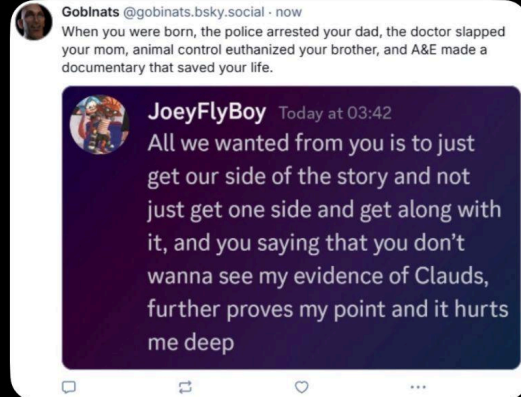 Goblnats @gobinats.bsky.social · now
When you were born, the police arrested your dad, the doctor slapped
your mom, animal control euthanized your brother, and A&E made a
documentary that saved your life.
JoeyFlyBoy Today at 03:42
All we wanted from you is to just
get our side of the story and not
just get one side and get along with
it, and you saying that you don’t
wanna see my evidence of Clauds,
further proves my point and it hurts
me deep